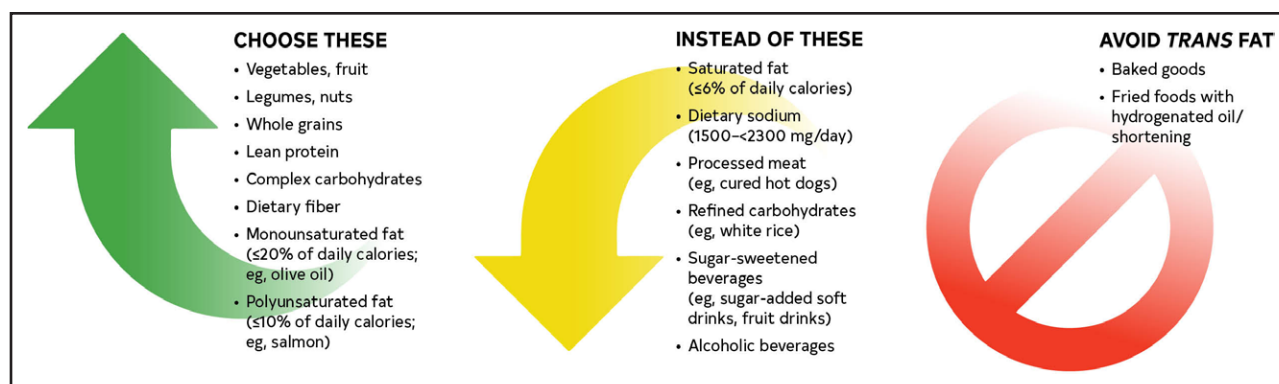 CHOOSE THESE
• Vegetables, fruit
• Legumes, nuts
• Whole grains
• Lean protein
• Complex carbohydrates
• Dietary fiber
• Monounsaturated fat
(≤20% of daily calories;
eg, olive oil)
• Polyunsaturated fat
(≤10% of daily calories;
eg, salmon)
INSTEAD OF THESE
• Saturated fat
(≤6% of daily calories)
• Dietary sodium
(1500–<2300 mg/day)
• Processed meat
(eg, cured hot dogs)
• Refined carbohydrates
(eg, white rice)
• Sugar-sweetened
beverages
(eg, sugar-added soft
drinks, fruit drinks)
• Alcoholic beverages
AVOID TRANS FAT
• Baked goods
• Fried foods with
hydrogenated oil/
shortening